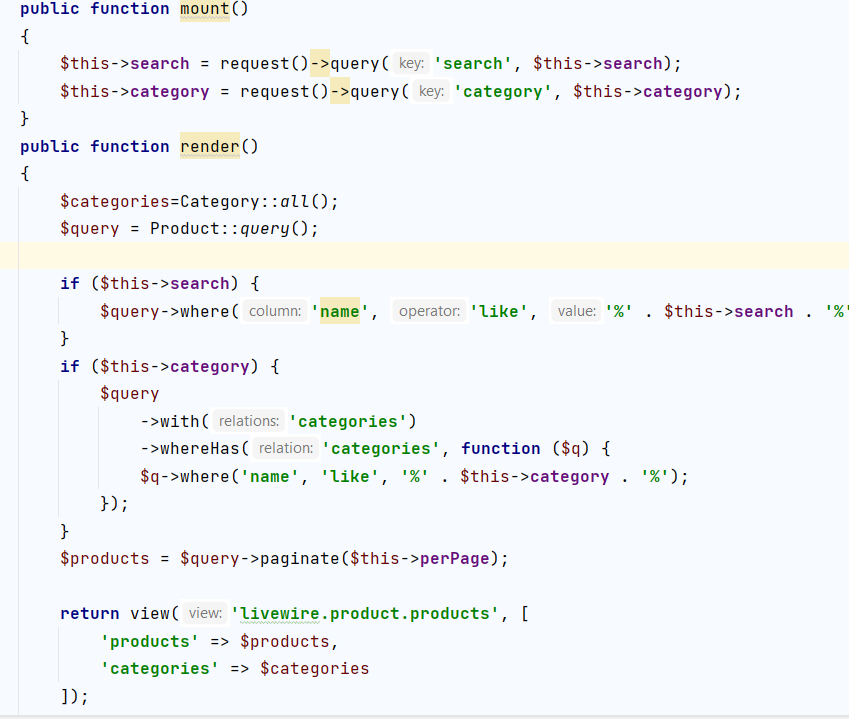 public function mount()
{
    $this->search = request()->query( key: 'search', $this->search);
    $this->category = request()->query( key: 'category', $this->category);
}
public function render()
{
    $categories=Category::all();
    $query = Product::query();

    if ($this->search) {
        $query->where( column: 'name', operator: 'like', value: '%' . $this->search . '%'
    }
    if ($this->category) {
        $query
            ->with( relations: 'categories')
            ->whereHas( relation: 'categories', function ($q) {
            $q->where('name', 'like', '%' . $this->category . '%');
        });
    }
    $products = $query->paginate($this->perPage);

    return view( view: 'livewire.product.products', [
        'products' => $products,
        'categories' => $categories
    ]);